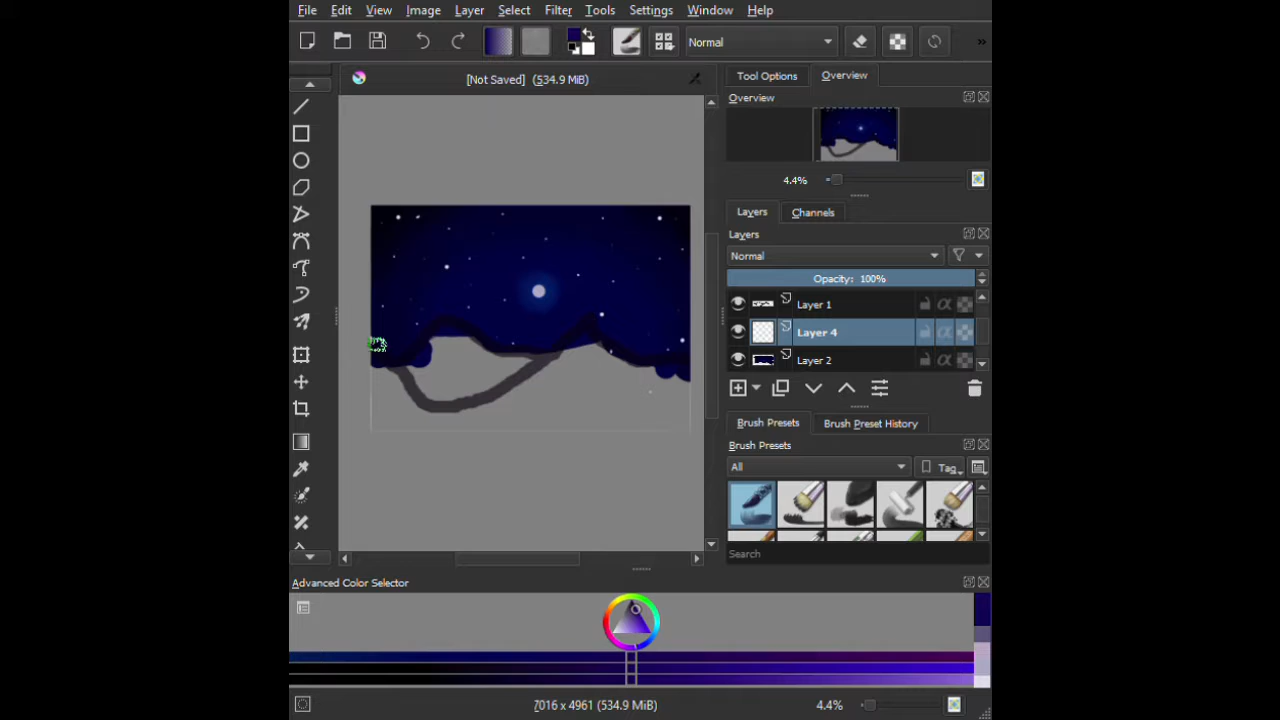 File Edit View Image Layer Select Filter Tools Settings Window Help
Normal »
[Not Saved] (534.9 MiB)
Tool Options Overview
Overview
4.4%
Layers Channels
Layers
Normal
Opacity: 100%
Layer 1
Layer 4
Layer 2
Brush Presets Brush Preset History
Brush Presets
All Tag
Search
Advanced Color Selector
7016 x 4961 (534.9 MiB) 4.4%